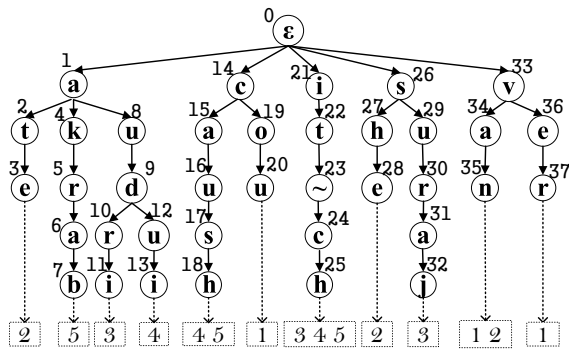 0 ε
1 a 14 c 21 i 26 s 33 v
2 t 4 k 8 u 15 a 19 o 22 t 27 h 29 u 34 a 36 e
3 e 5 r 9 d 16 u 20 u 23 ~ 28 e 30 r 35 n 37 r
6 a 10 r 12 u 17 s 24 c 31 a
7 b 11 i 13 i 18 h 25 h 32 j
2 5 3 4 4 5 1 3 4 5 2 3 1 2 1